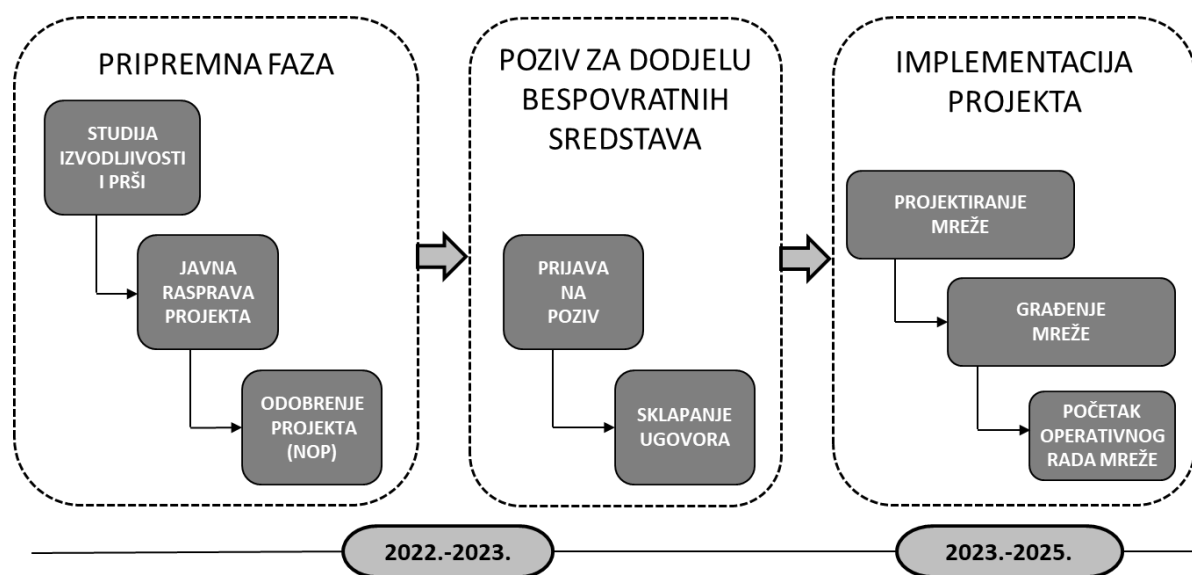 PRIPREMNA FAZA
STUDIJA
IZVODLJIVOSTI
I PRŠI
JAVNA
RASPRAVA
PROJEKTA
ODOBRENJE
PROJEKTA
(NOP)
POZIV ZA DODJELU
BESPOVRATNIH
SREDSTAVA
PRIJAVA
NA
POZIV
SKLAPANJE
UGOVORA
IMPLEMENTACIJA
PROJEKTA
PROJEKTIRANJE
MREŽE
GRAĐENJE
MREŽE
POČETAK
OPERATIVNOG
RADA MREŽE
2022.-2023.
2023.-2025.